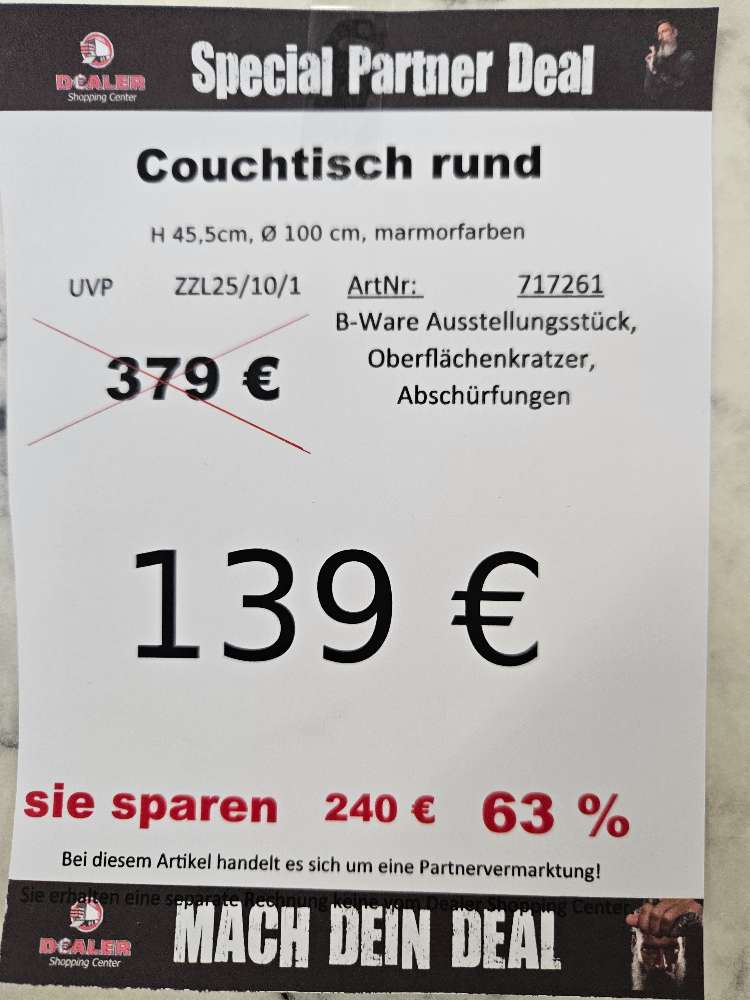 DEALER
Shopping Center
Special Partner Deal
Couchtisch rund
H 45,5cm, Ø 100 cm, marmorfarben
UVP ZZL25/10/1 ArtNr: 717261
B-Ware Ausstellungsstück,
Oberflächenkratzer,
Abschürfungen
379 €
139 €
sie sparen 240 € 63 %
Bei diesem Artikel handelt es sich um eine Partnervermarktung!
Sie erhalten eine separate Rechnung keine vom Dealer Shopping Center
DEALER
Shopping Center
MACH DEIN DEAL